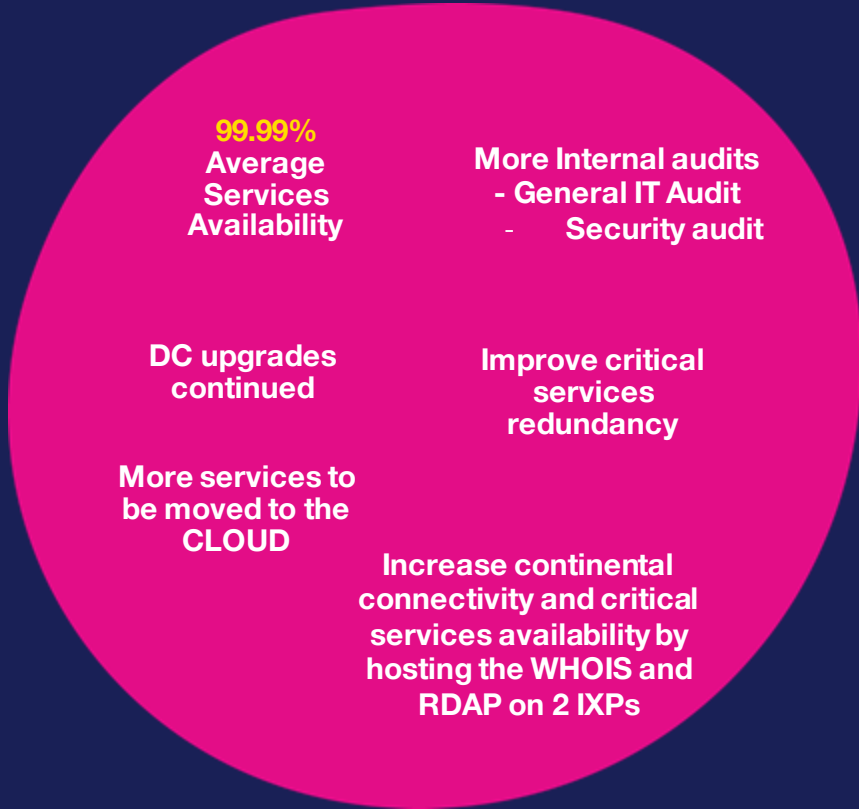 99.99%
Average
Services
Availability
More Internal audits
- General IT Audit
- Security audit
DC upgrades
continued
Improve critical
services
redundancy
More services to
be moved to the
CLOUD
Increase continental
connectivity and critical
services availability by
hosting the WHOIS and
RDAP on 2 IXPs